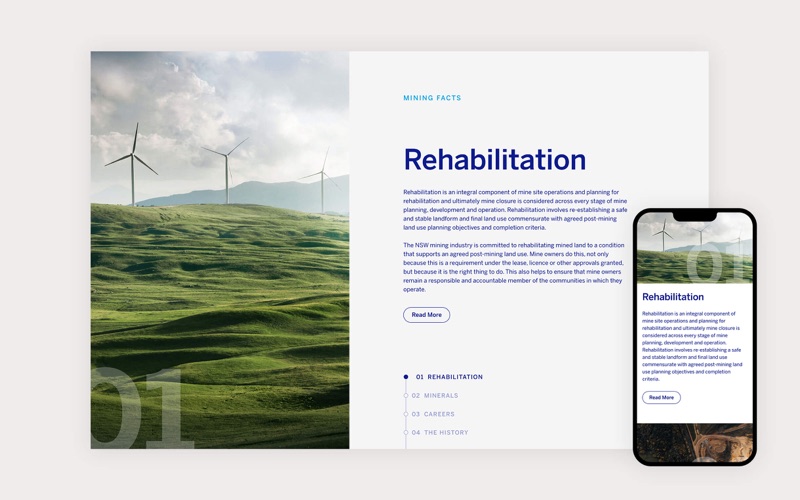 MINING FACTS
Rehabilitation
Rehabilitation is an integral component of mine site operations and planning for
rehabilitation and ultimately mine closure is considered across every stage of mine
planning, development and operation. Rehabilitation involves re-establishing a safe
and stable landform and final land use commensurate with agreed post-mining
land use planning objectives and completion criteria.
The NSW mining industry is committed to rehabilitating mined land to a condition
that supports an agreed post-mining land use. Mine owners do this, not only
because this is a requirement under the lease, licence or other approvals granted,
but because it is the right thing to do. This also helps to ensure that mine owners
remain a responsible and accountable member of the communities in which they
operate.
Read More
01 REHABILITATION
02 MINERALS
03 CAREERS
04 THE HISTORY
01
01
Rehabilitation
Rehabilitation is an integral component of
mine site operations and planning for
rehabilitation and ultimately mine closure is
considered across every stage of mine
planning, development and operation.
Rehabilitation involves re-establishing a safe
and stable landform and final land use
commensurate with agreed post-mining land
use planning objectives and completion
criteria.
Read More